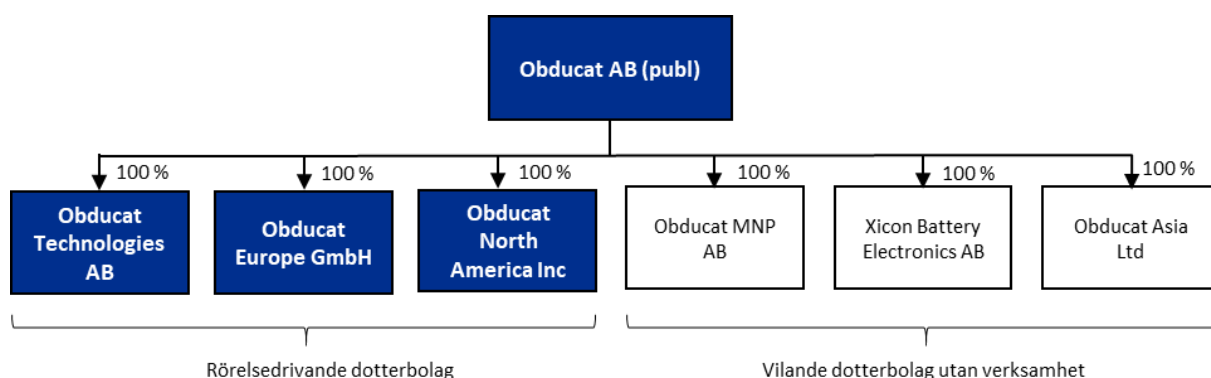 Obducat AB (publ)
100 %
100 %
100 %
100 %
100 %
100 %
Obducat
Technologies
AB
Obducat
Europe GmbH
Obducat
North
America Inc
Obducat MNP
AB
Xicon Battery
Electronics AB
Obducat Asia
Ltd
Rörelsedrivande dotterbolag
Vilande dotterbolag utan verksamhet